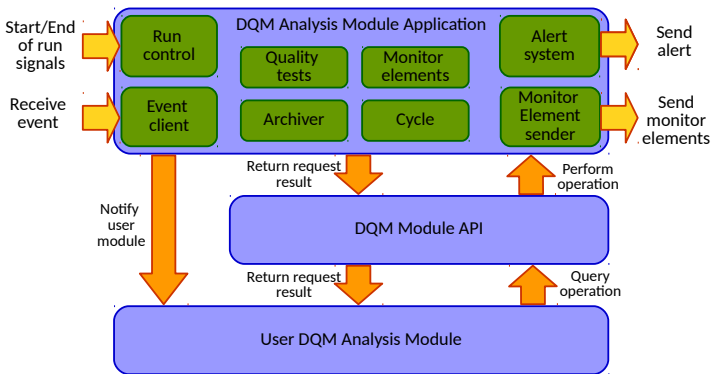 Start/End
of run
signals
Run
control
DQM Analysis Module Application
Quality
tests
Monitor
elements
Alert
system
Send
alert
Receive
event
Event
client
Archiver
Cycle
Monitor
Element
sender
Send
monitor
elements
Notify
user
module
Return request
result
Perform
operation
DQM Module API
Return request
result
Query
operation
User DQM Analysis Module